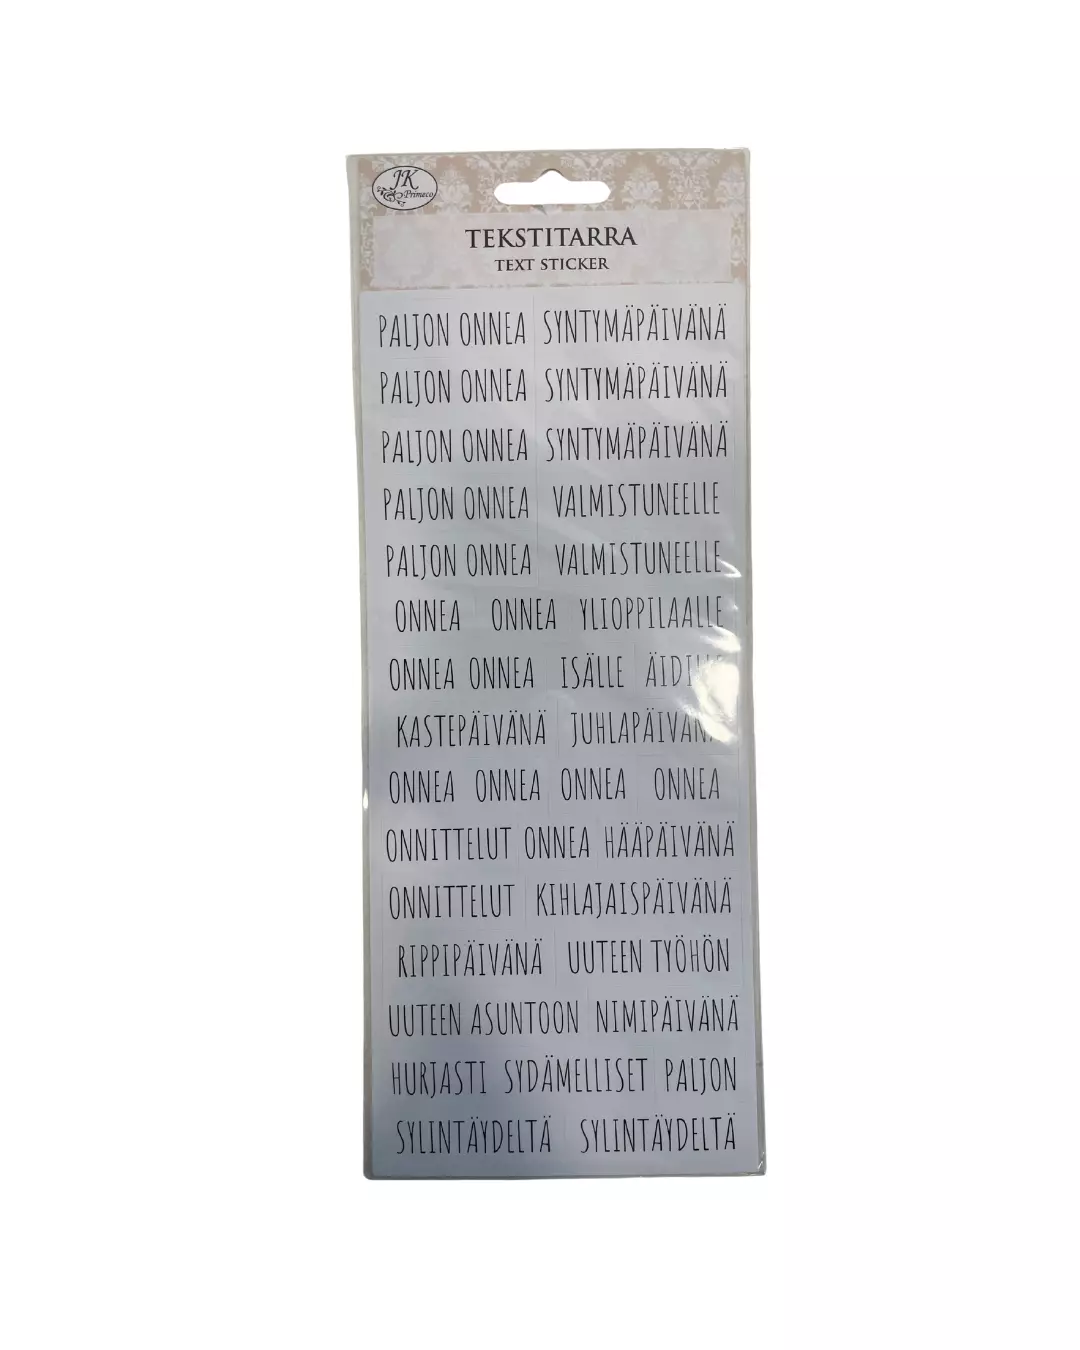 JK
Primeco
TEKSTITARRA
TEXT STICKER
PALJON ONNEA SYNTYMÄPÄIVÄNÄ
PALJON ONNEA SYNTYMÄPÄIVÄNÄ
PALJON ONNEA SYNTYMÄPÄIVÄNÄ
PALJON ONNEA VALMISTUNEELLE
PALJON ONNEA VALMISTUNEELLE
ONNEA ONNEA YLIOPPILAALLE
ONNEA ONNEA ISÄLLE
KASTEPÄIVÄNÄ JUHLAPÄIVÄNÄ
ONNEA ONNEA ONNEA ONNEA
ONNITTELUT ONNEA HÄÄPÄIVÄNÄ
ONNITTELUT KIHLAJAISPÄIVÄNÄ
RIPPIPÄIVÄNÄ UUTEEN TYÖHÖN
UUTEEN ASUNTOON NIMIPÄIVÄNÄ
HURJASTI SYDÄMELLISET PALJON
SYLINTÄYDELTÄ SYLINTÄYDELTÄ